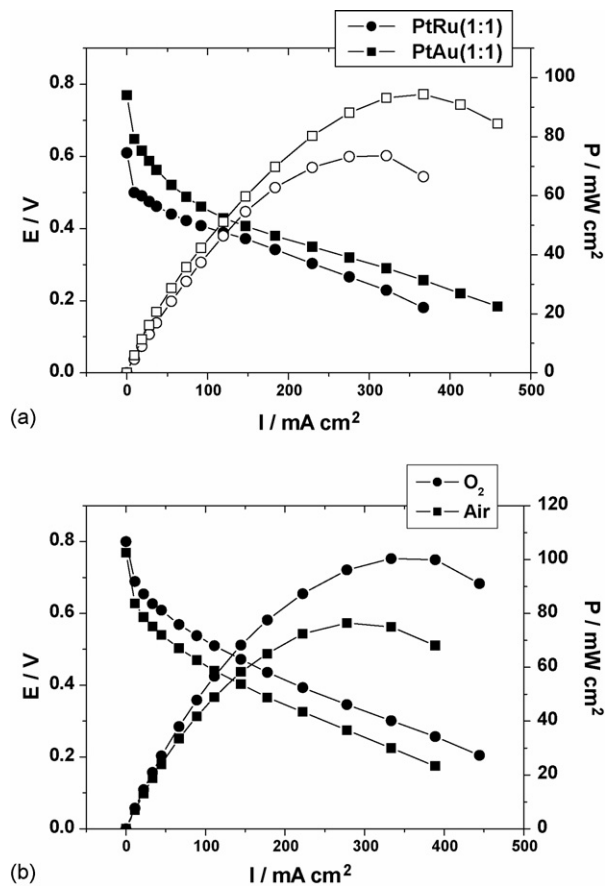 PtRu(1:1)
PtAu(1:1)
100
0.8
80
0.6
60
E / V
0.4
P / mW cm²
40
0.2
20
0.0
0
0 100 200 300 400 500
(a)
I / mA cm²
O₂
Air
120
0.8
100
0.6
80
E / V
60
P / mW cm²
0.4
40
0.2
20
0.0
0
0 100 200 300 400 500
(b)
I / mA cm²